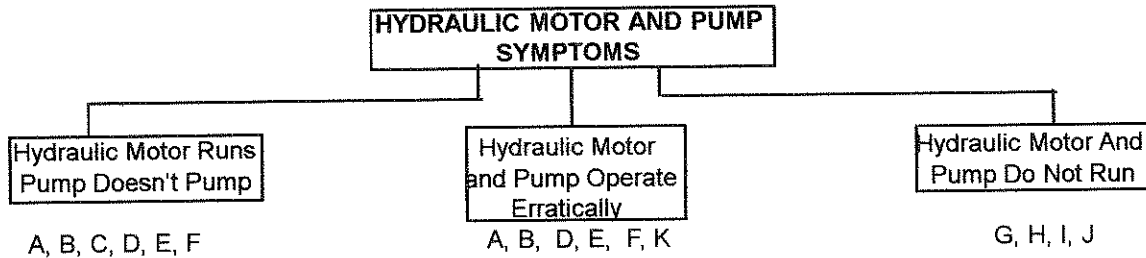 HYDRAULIC MOTOR AND PUMP
SYMPTOMS
Hydraulic Motor Runs
Pump Doesn't Pump
A, B, C, D, E, F
Hydraulic Motor
and Pump Operate
Erratically
A, B, D, E, F, K
Hydraulic Motor And
Pump Do Not Run
G, H, I, J